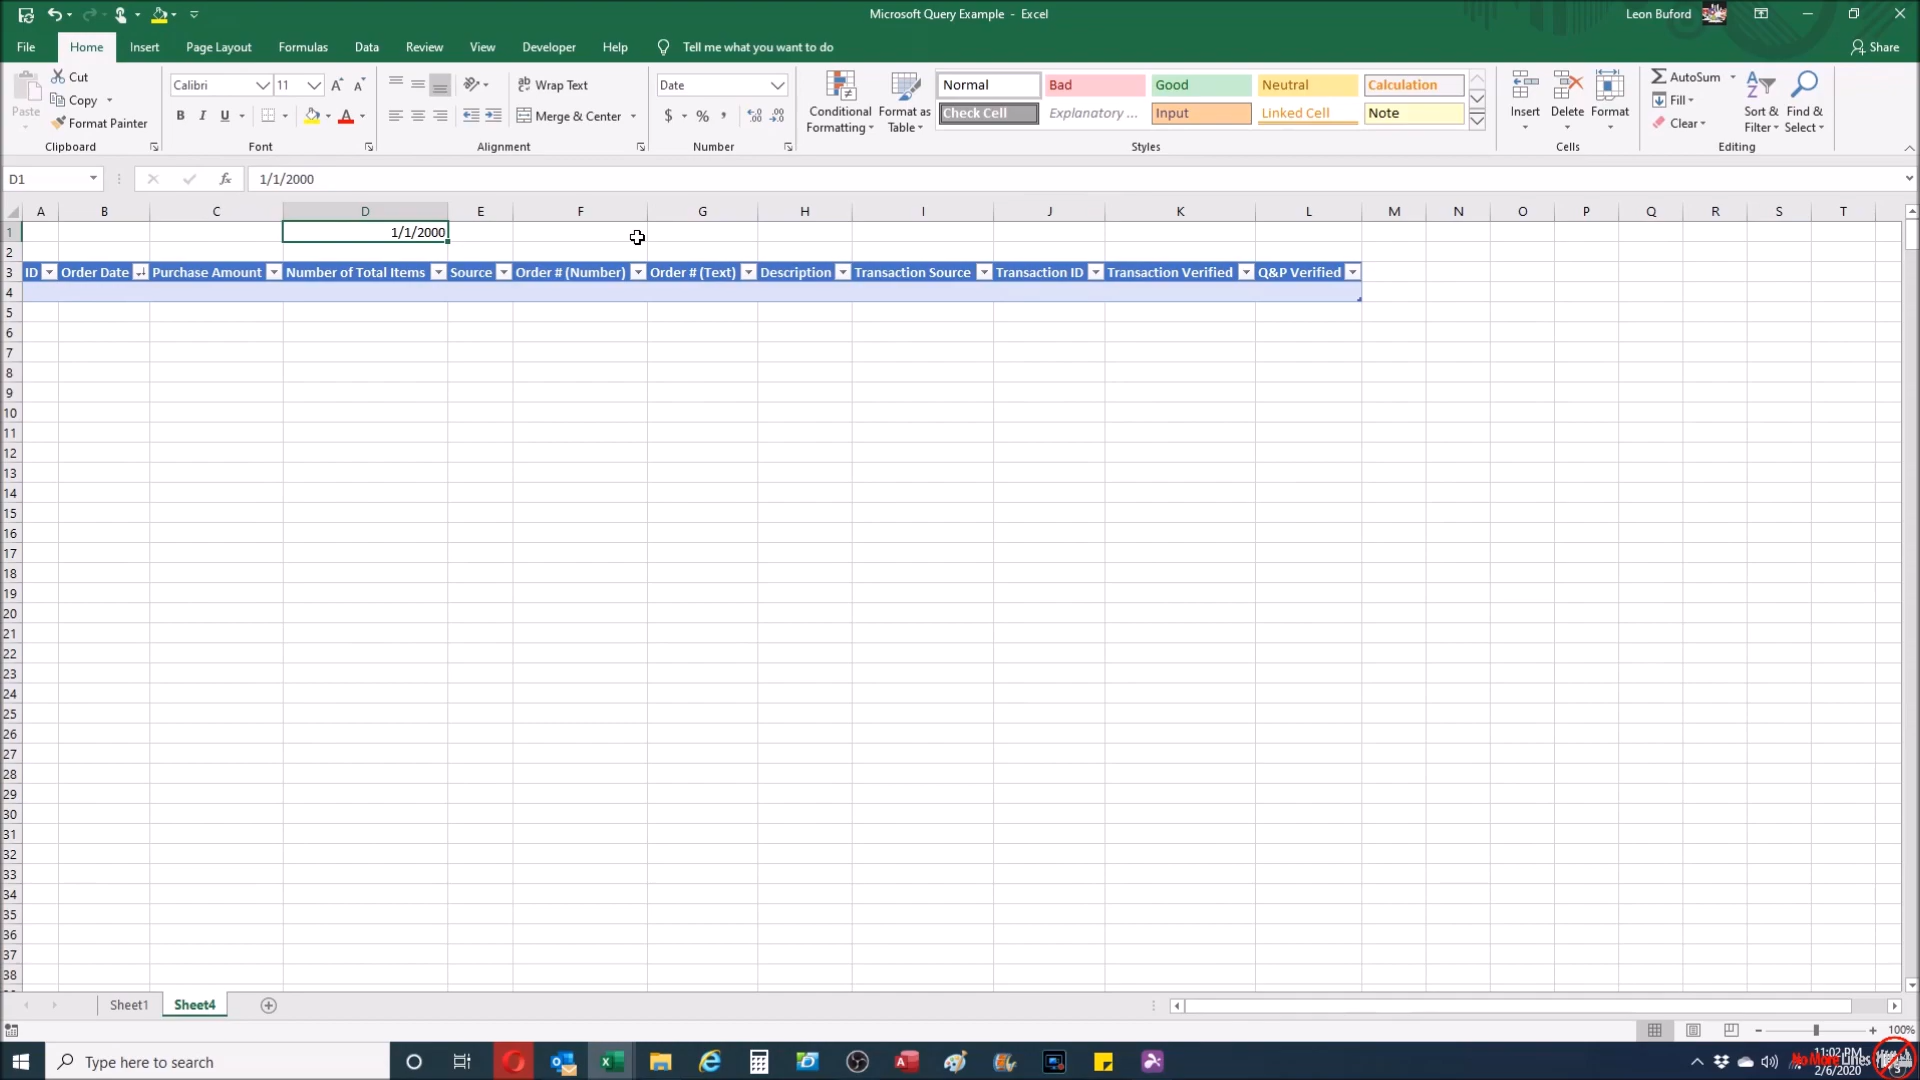 Microsoft Query Example - Excel
Leon Buford
File Home Insert Page Layout Formulas Data Review View Developer Help Tell me what you want to do Share
Paste
Cut
Copy
Format Painter
Clipboard
Calibri 11
B I U
Font
Wrap Text
Merge & Center
Alignment
Date
$ % ,
Number
Conditional Formatting
Format as Table
Normal Bad Good Neutral Calculation
Check Cell Explanatory ... Input Linked Cell Note
Styles
Insert Delete Format
Cells
AutoSum
Fill
Clear
Sort & Filter
Find & Select
Editing
D1
fx
1/1/2000
A B C D E F G H I J K L M N O P Q R S T
1 1/1/2000
2
3 ID Order Date Purchase Amount Number of Total Items Source Order # (Number) Order # (Text) Description Transaction Source Transaction ID Transaction Verified Q&P Verified
4
5
6
7
8
9
10
11
12
13
14
15
16
17
18
19
20
21
22
23
24
25
26
27
28
29
30
31
32
33
34
35
36
37
38
Sheet1 Sheet4
100%
Type here to search
11:02 PM
No More Lines
2/6/2020